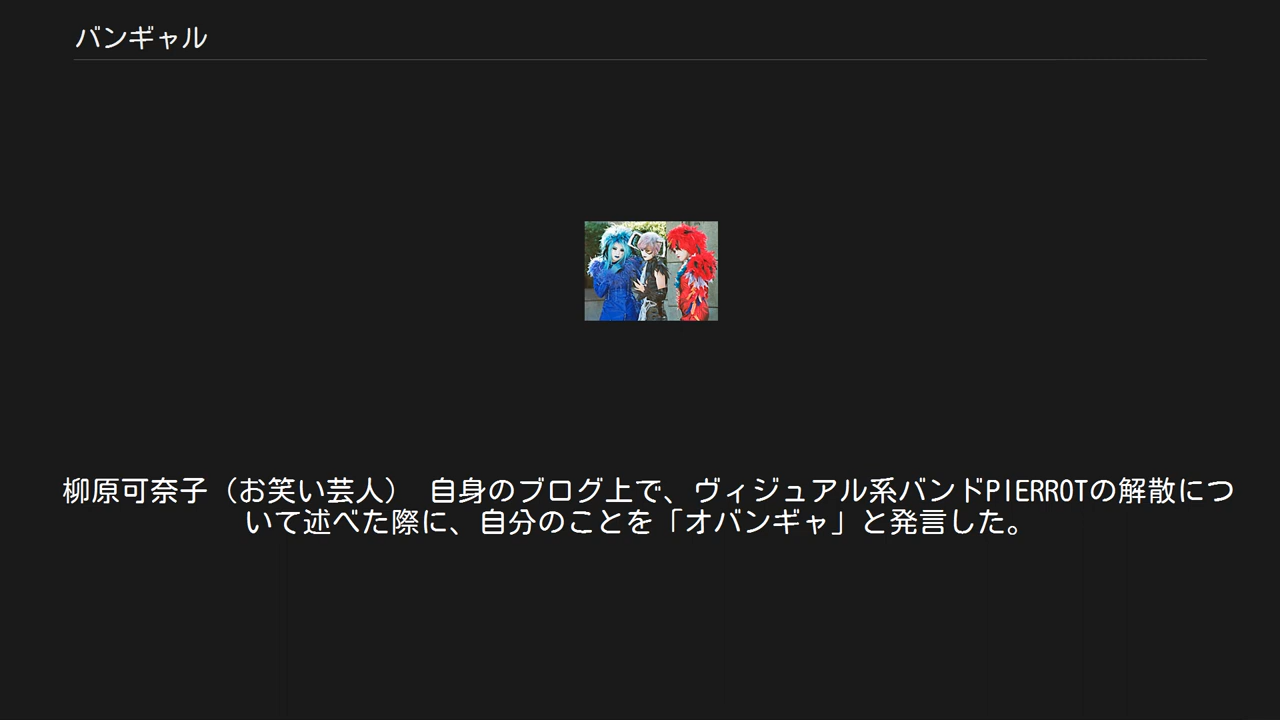 バンギャル
柳原可奈子（お笑い芸人） 自身のブログ上で、ヴィジュアル系バンドPIERROTの解散につ
いて述べた際に、自分のことを「オバンギャ」と発言した。